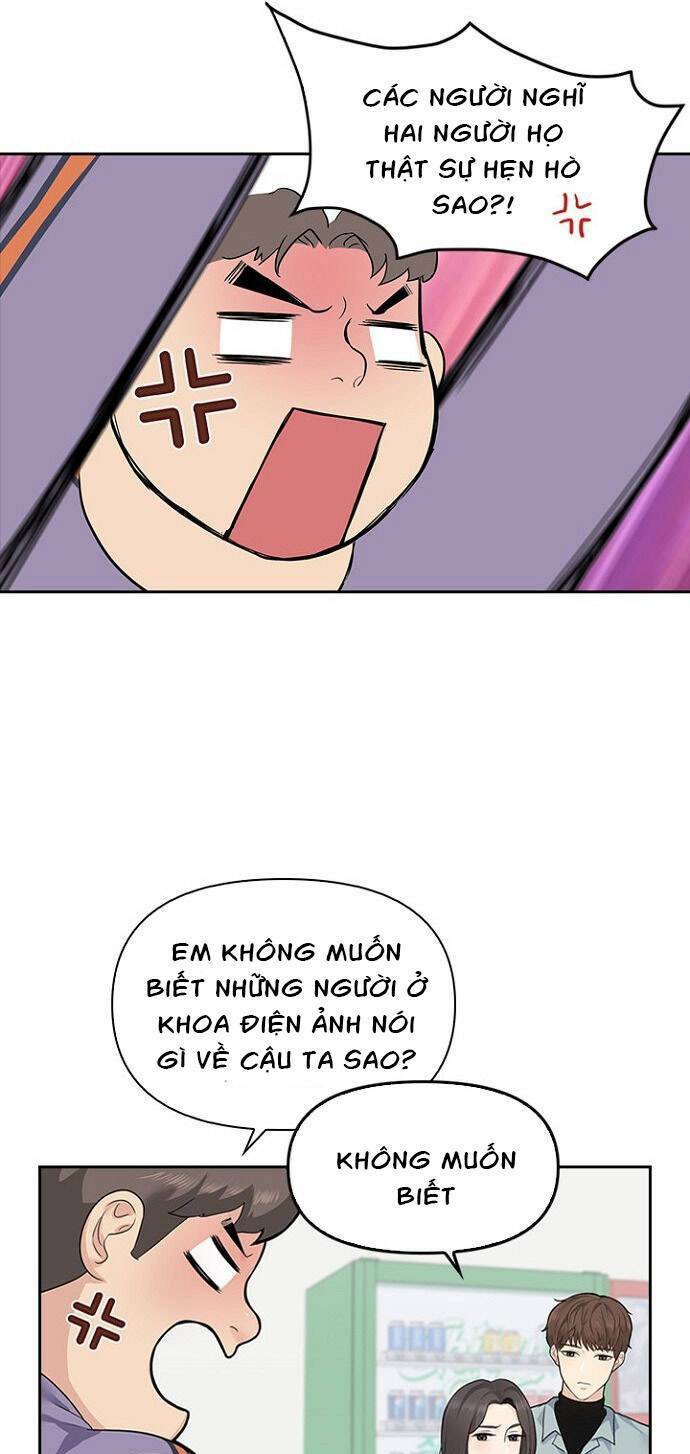 CÁC NGƯỜI NGHĨ
HAI NGƯỜI HỌ
THẬT SỰ HẸN HÒ
SAO?!
EM KHÔNG MUỐN
BIẾT NHỮNG NGƯỜI Ở
KHOA ĐIỆN ẢNH NÓI
GÌ VỀ CẬU TA SAO?
KHÔNG MUỐN
BIẾT